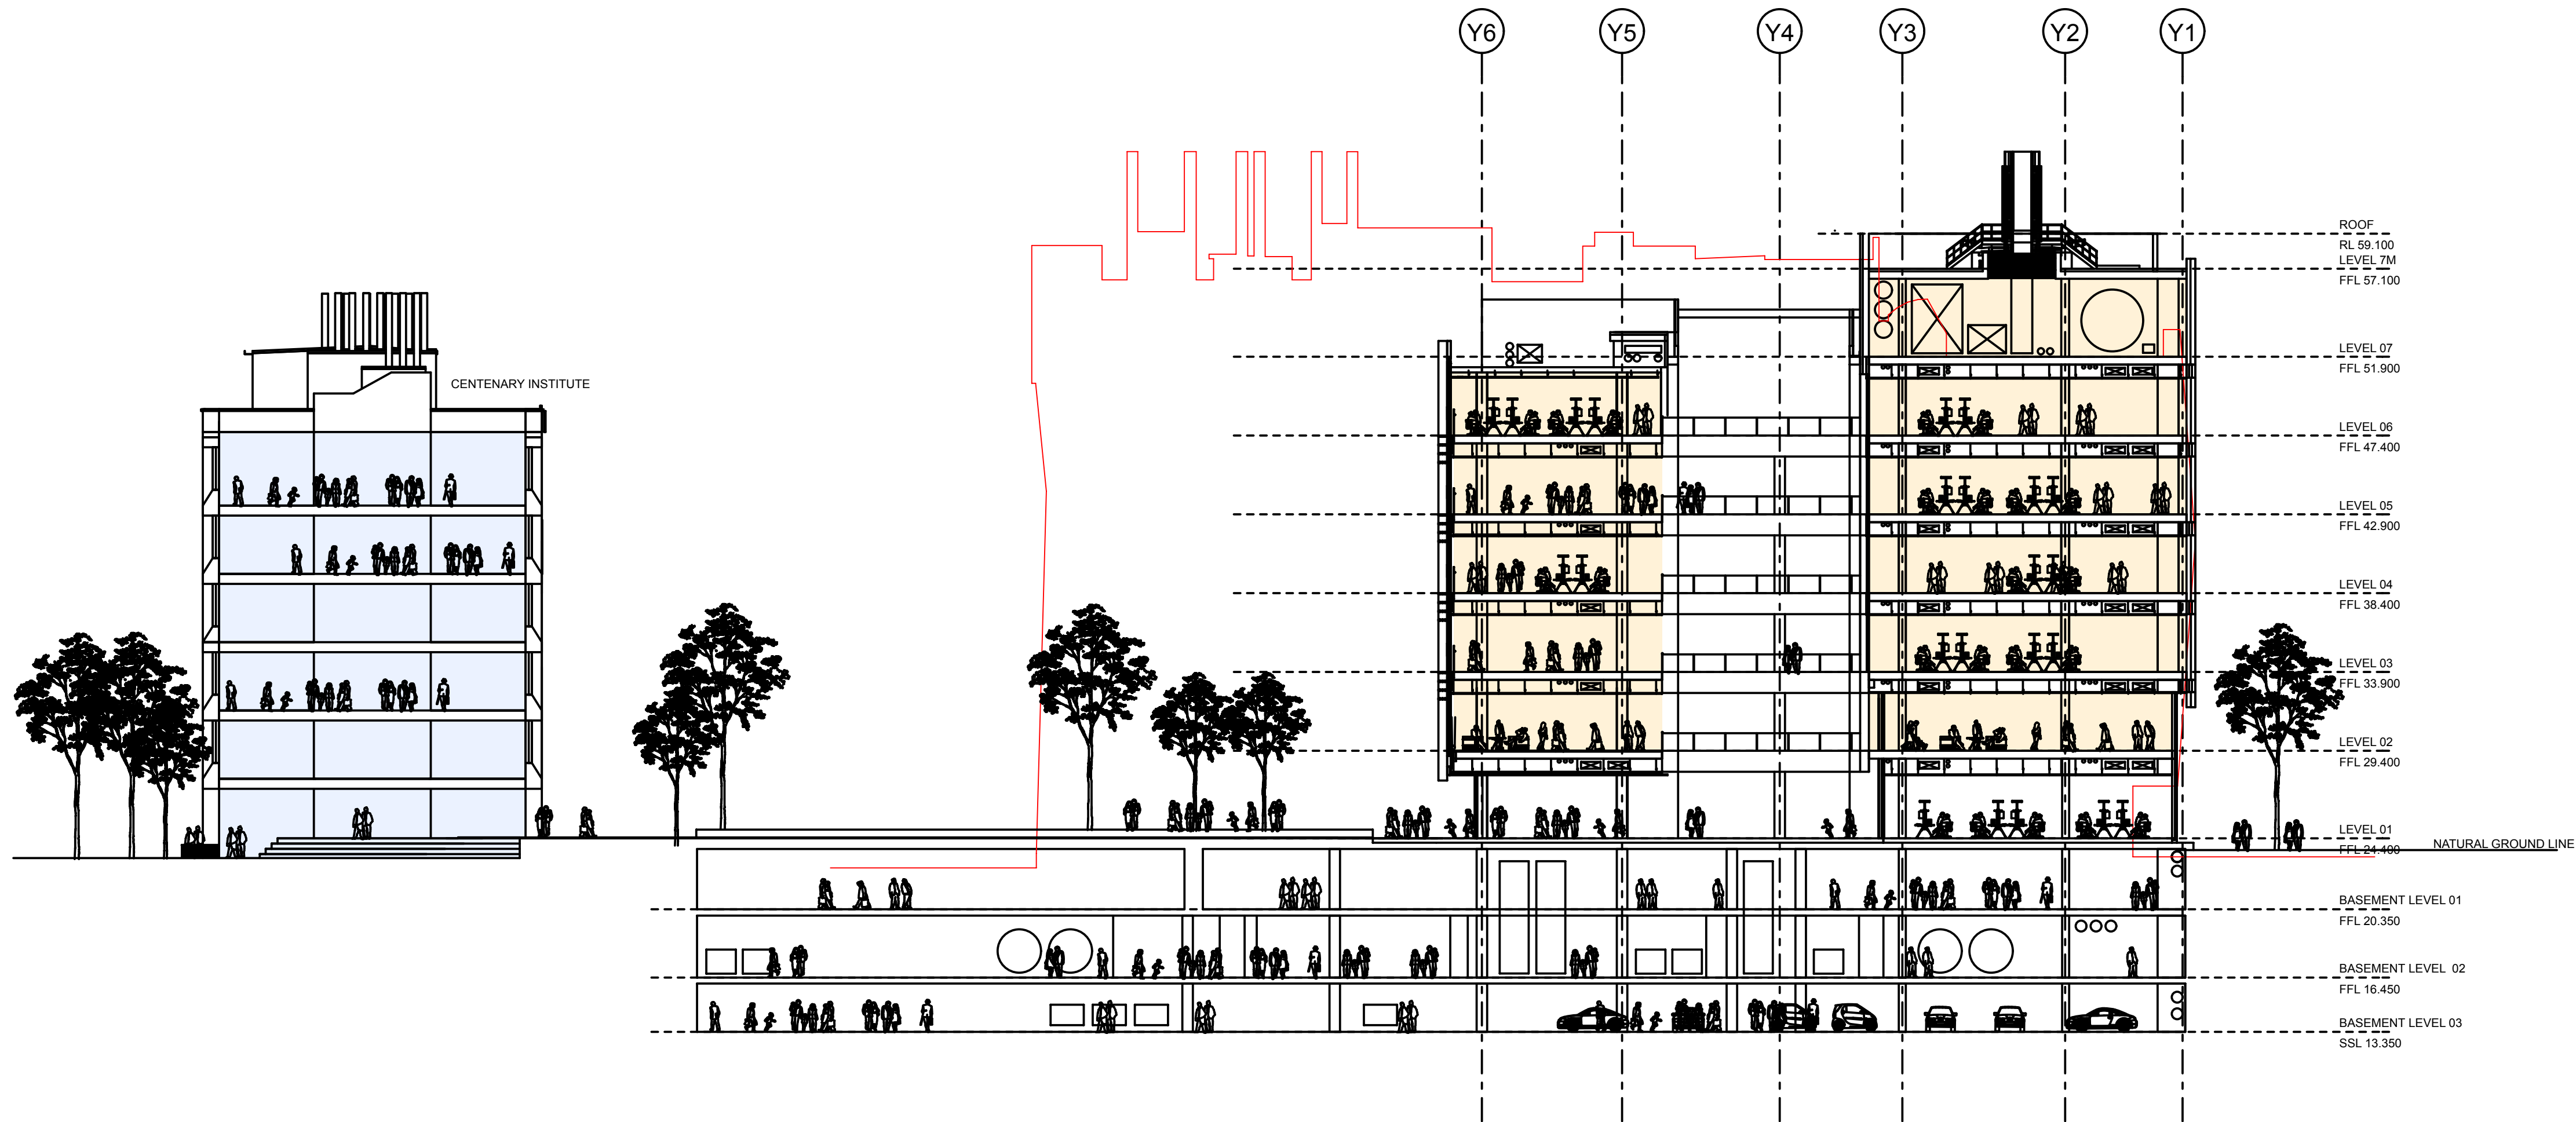 Y6 Y5 Y4 Y3 Y2 Y1
ROOF
RL 59.100
LEVEL 7M
FFL 57.100
LEVEL 07
FFL 51.900
CENTENARY INSTITUTE
LEVEL 06
FFL 47.400
LEVEL 05
FFL 42.900
LEVEL 04
FFL 38.400
LEVEL 03
FFL 33.900
LEVEL 02
FFL 29.400
LEVEL 01
FFL 24.400
NATURAL GROUND LINE
BASEMENT LEVEL 01
FFL 20.350
BASEMENT LEVEL 02
FFL 16.450
BASEMENT LEVEL 03
SSL 13.350